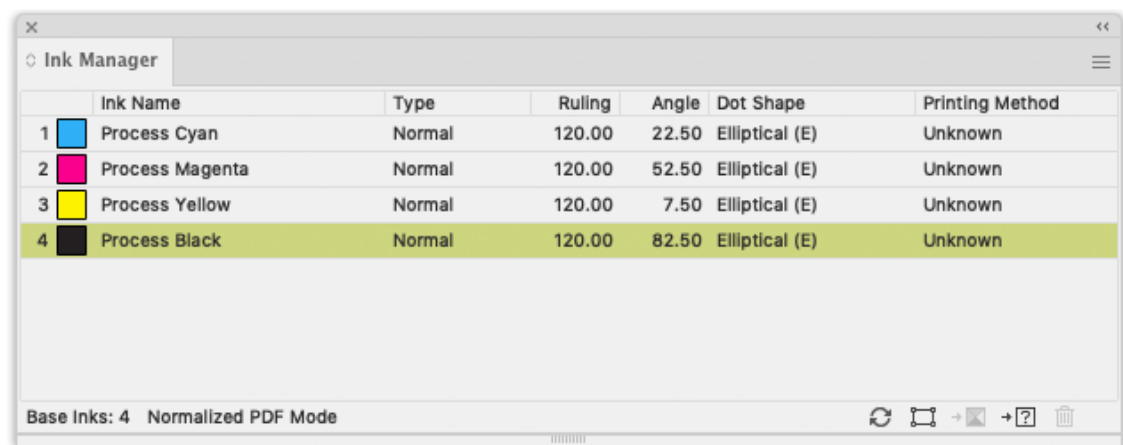 Ink Manager
Ink Name Type Ruling Angle Dot Shape Printing Method
1 Process Cyan Normal 120.00 22.50 Elliptical (E) Unknown
2 Process Magenta Normal 120.00 52.50 Elliptical (E) Unknown
3 Process Yellow Normal 120.00 7.50 Elliptical (E) Unknown
4 Process Black Normal 120.00 82.50 Elliptical (E) Unknown
Base Inks: 4 Normalized PDF Mode